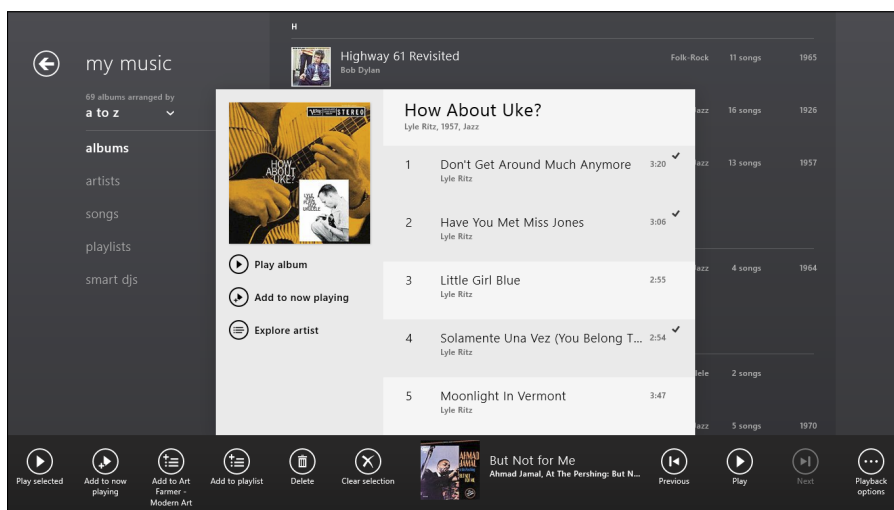 H
my music
69 albums arranged by
a to z
albums
artists
songs
playlists
smart djs
Highway 61 Revisited
Bob Dylan
Folk-Rock 11 songs 1965
16 songs 1926
13 songs 1957
Jazz 4 songs 1964
2 songs
5 songs 1970
STEREO
HOW
ABOUT
UKE?
Play album
Add to now playing
Explore artist
How About Uke?
Lyle Ritz, 1957, Jazz
1 Don't Get Around Much Anymore 3:20
Lyle Ritz
2 Have You Met Miss Jones 3:06
Lyle Ritz
3 Little Girl Blue 2:55
Lyle Ritz
4 Solamente Una Vez (You Belong T... 2:54
Lyle Ritz
5 Moonlight In Vermont 3:47
Lyle Ritz
Play selected
Add to now
playing
Add to Art
Farmer -
Modern Art
Add to playlist
Delete
Clear selection
AHMAD
JAMAL
But Not for Me
Ahmad Jamal, At The Pershing: But N...
Previous
Play
Next
Playback
options